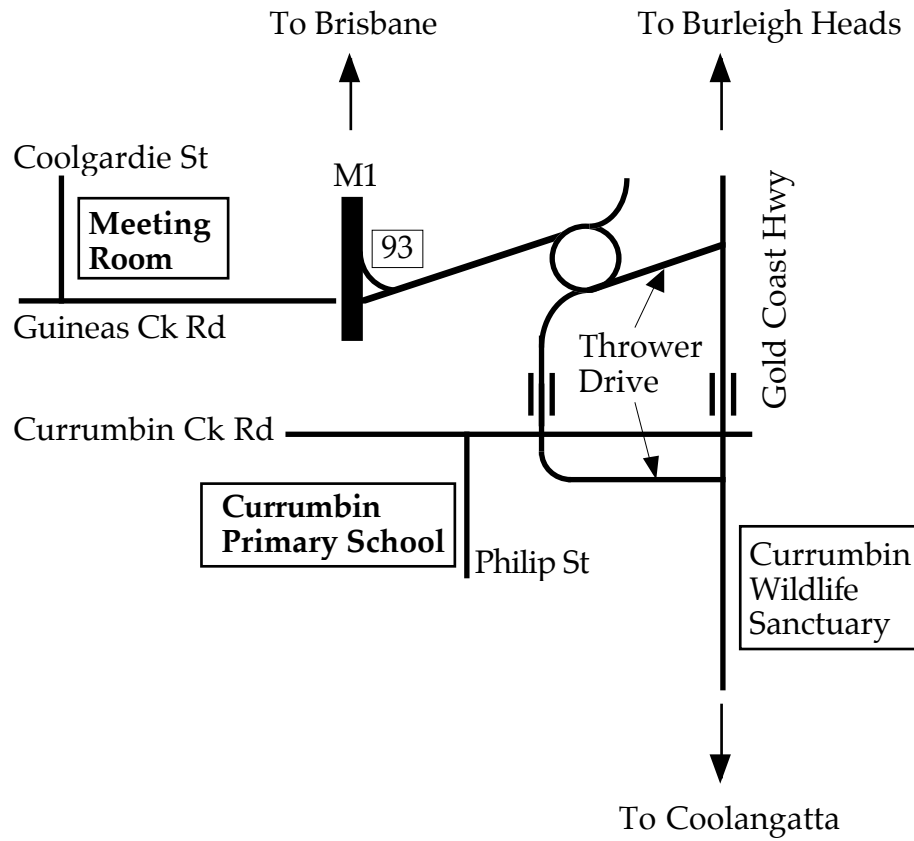 To Brisbane
To Burleigh Heads
Coolgardie St
M1
Meeting
Room
93
Gold Coast Hwy
Guineas Ck Rd
Thrower
Drive
Currumbin Ck Rd
Currumbin
Primary School
Philip St
Currumbin
Wildlife
Sanctuary
To Coolangatta